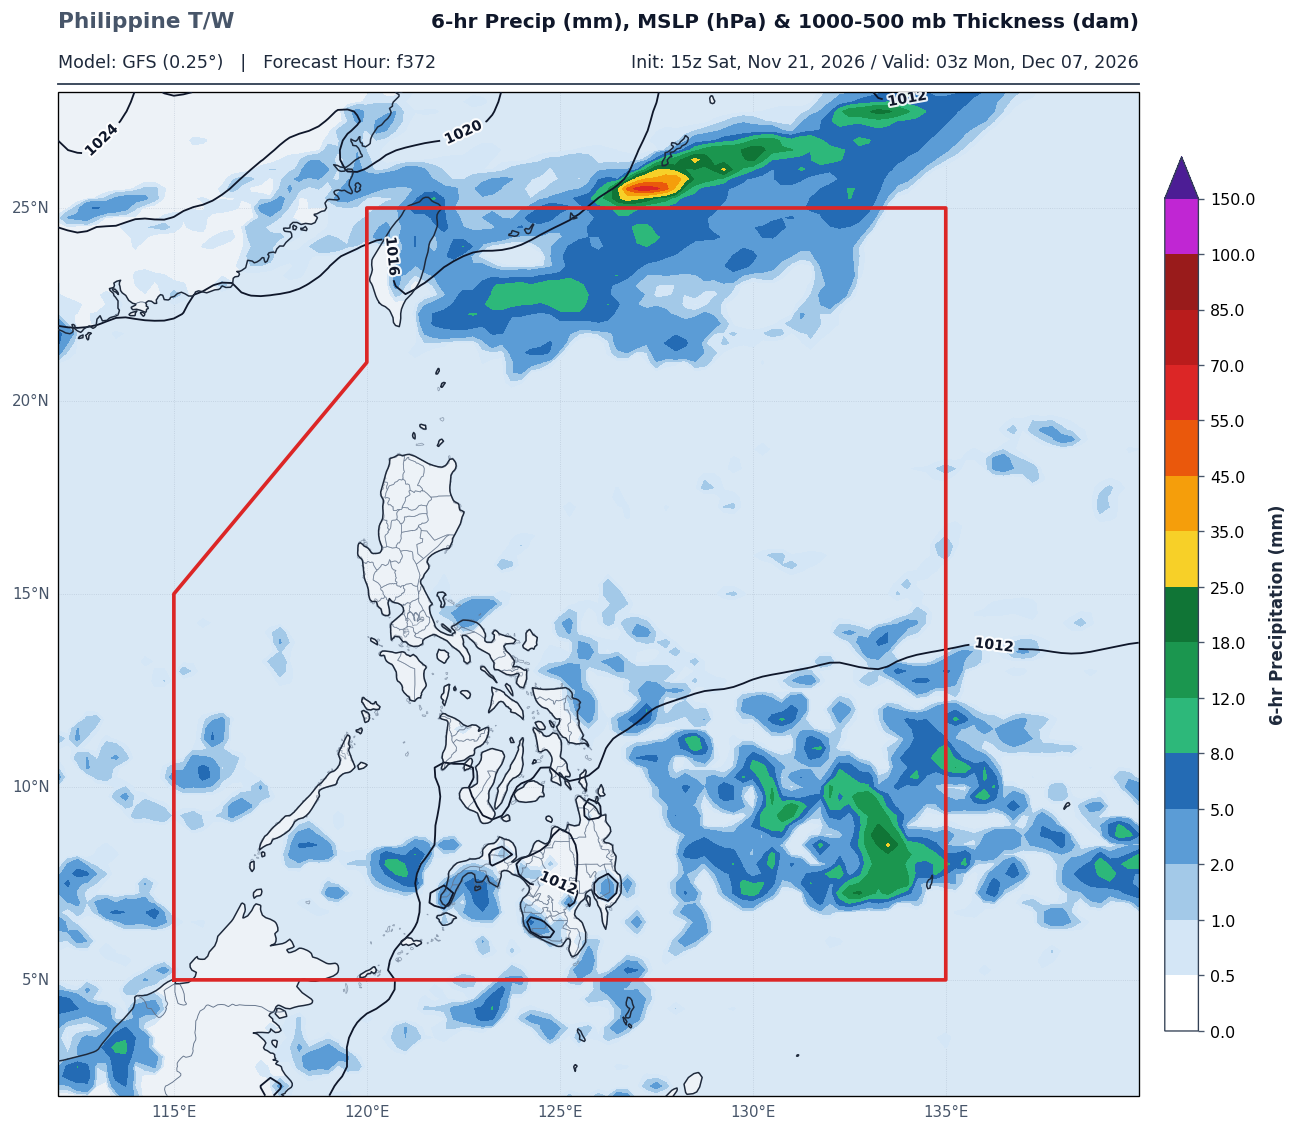 Philippine T/W
6-hr Precip (mm), MSLP (hPa) & 1000-500 mb Thickness (dam)
Model: GFS (0.25°) | Forecast Hour: f372
Init: 15z Sat, Nov 21, 2026 / Valid: 03z Mon, Dec 07, 2026
1012
1024
1020
1016
1012
1012
25°N
20°N
15°N
10°N
5°N
115°E
120°E
125°E
130°E
135°E
150.0
100.0
85.0
70.0
55.0
45.0
35.0
25.0
18.0
12.0
8.0
5.0
2.0
1.0
0.5
0.0
6-hr Precipitation (mm)